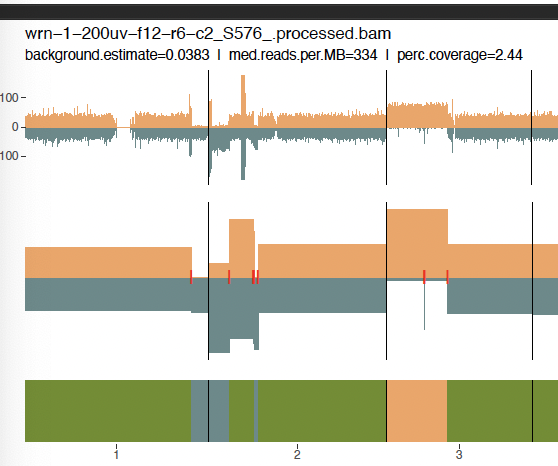 wrn-1-200uv-f12-r6-c2_S576_.processed.bam
background.estimate=0.0383 | med.reads.per.MB=334 | perc.coverage=2.44
100
0
100
1 2 3